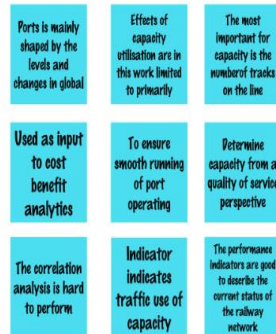 Ports is mainly
shaped by the
levels and
changes in global
Effects of
capacity
utilisation are in
this work limited
to primarily
The most
important for
capacity is the
numberof tracks
on the line
Used as input
to cost
benefit
analytics
To ensure
smooth running
of port
operating
Determine
capacity from a
quality of service
perspective
The correlation
analysis is hard
to perform
Indicator
indicates
traffic use of
capacity
The performance
indicators are good
to describe the
current status of
the railway
network